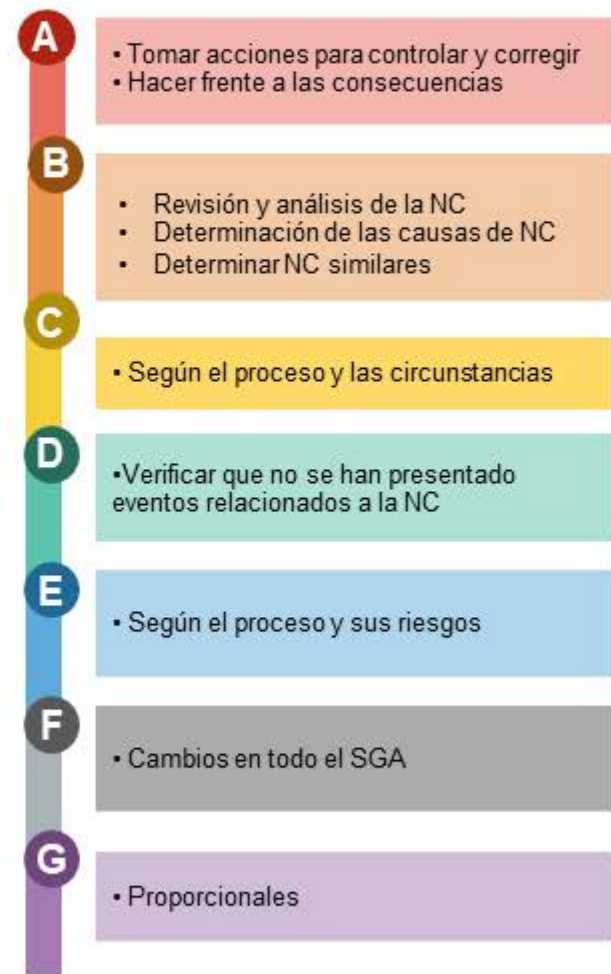 A
• Tomar acciones para controlar y corregir
• Hacer frente a las consecuencias
B
• Revisión y análisis de la NC
• Determinación de las causas de NC
• Determinar NC similares
C
• Según el proceso y las circunstancias
D
•Verificar que no se han presentado
eventos relacionados a la NC
E
• Según el proceso y sus riesgos
F
• Cambios en todo el SGA
G
• Proporcionales